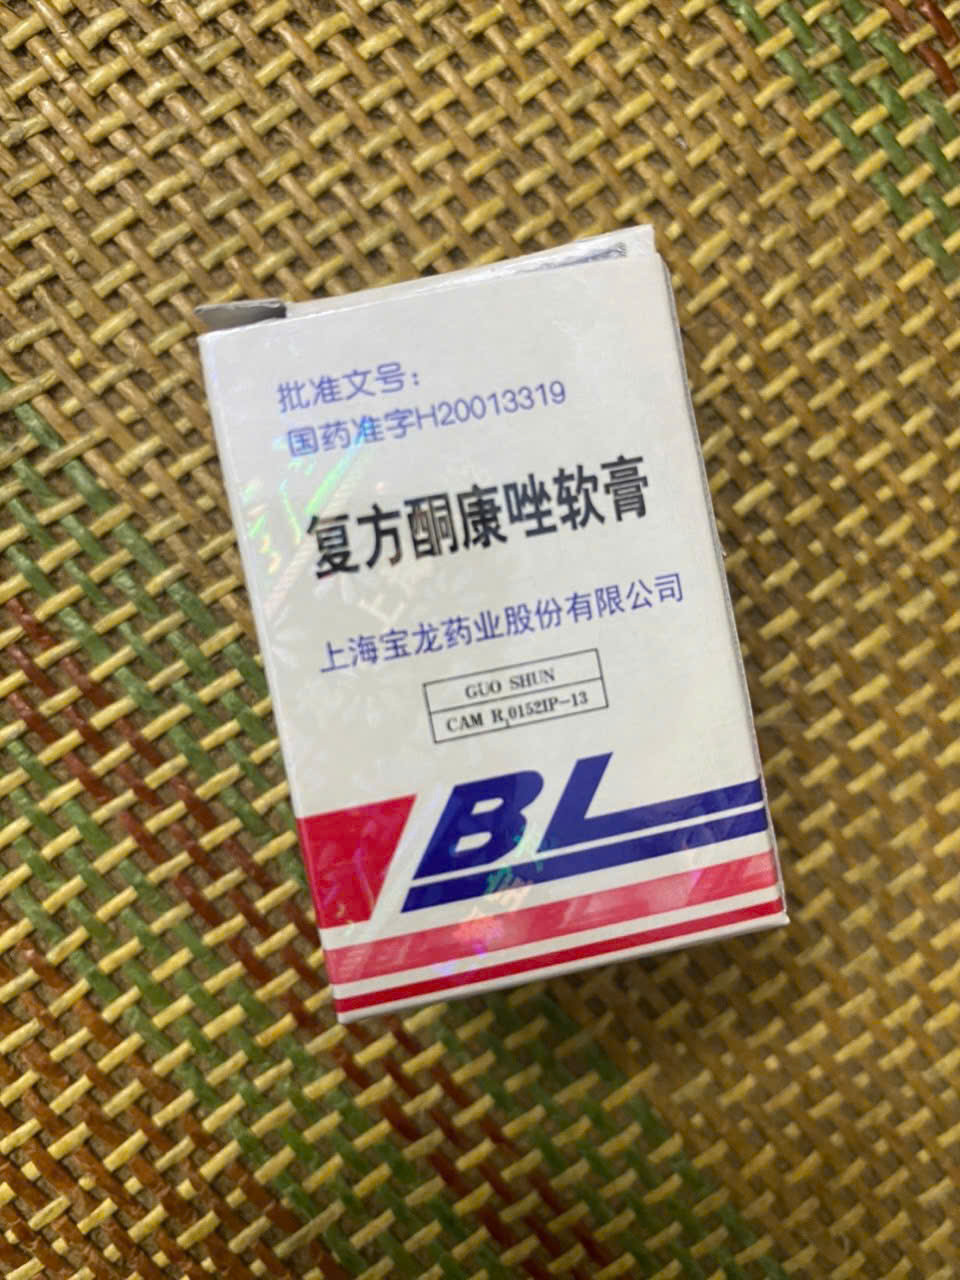 批准文号：
国药准字H20013319
复方酮康唑软膏
上海宝龙药业股份有限公司
GUO SHUN
CAM R10152IP-13
BL